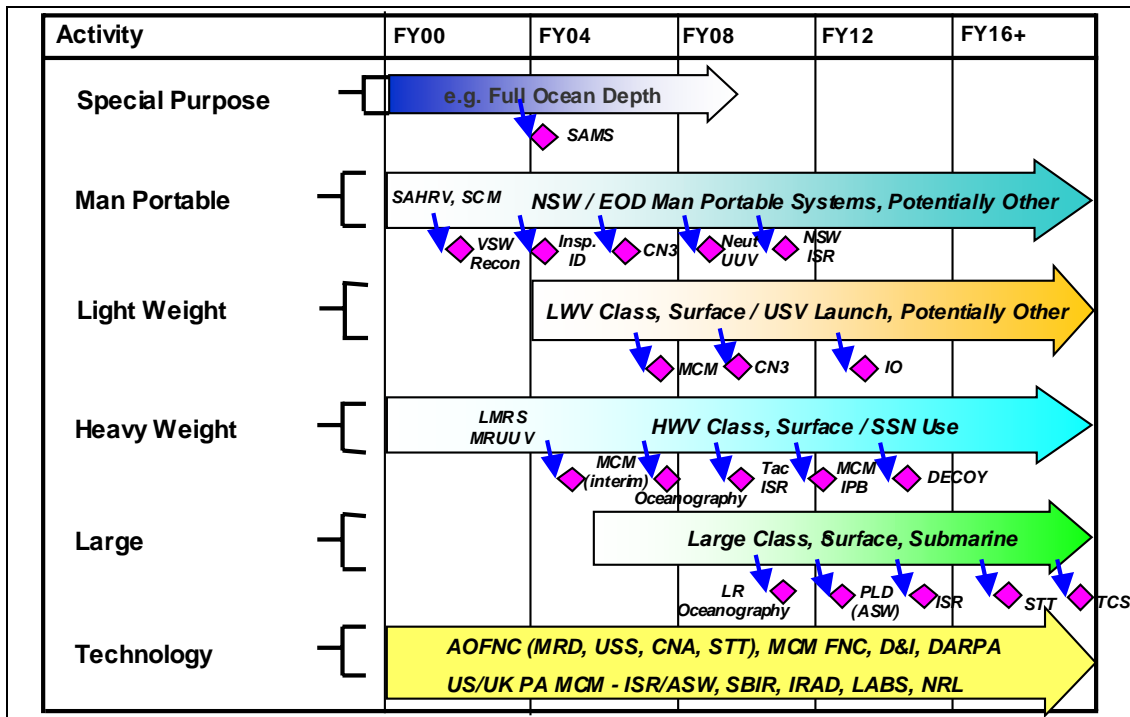 Activity FY00 FY04 FY08 FY12 FY16+
Special Purpose
e.g. Full Ocean Depth
SAMS
Man Portable
SAHRV, SCM
NSW / EOD Man Portable Systems, Potentially Other
VSW Recon
Insp. ID
CN3
Neut UUV
NSW ISR
Light Weight
LWV Class, Surface / USV Launch, Potentially Other
MCM
CN3
IO
Heavy Weight
LMRS
MRUUV
HWV Class, Surface / SSN Use
MCM
(interim)
Oceanography
Tac ISR
MCM IPB
DECOY
Large
Large Class, Surface, Submarine
LR
Oceanography
PLD
(ASW)
ISR
STT
TCS
Technology
AOFNC (MRD, USS, CNA, STT), MCM FNC, D&I, DARPA
US/UK PA MCM - ISR/ASW, SBIR, IRAD, LABS, NRL